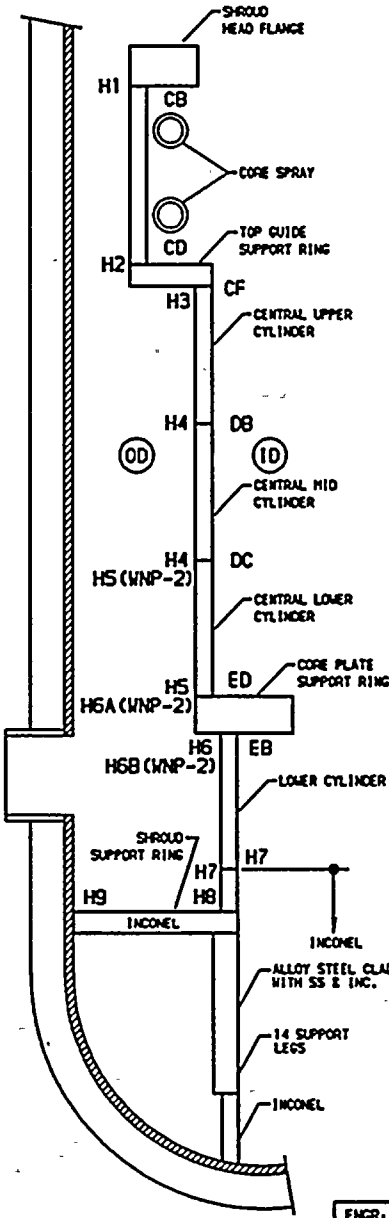 SHROUD
HEAD FLANGE
H1
CB
CORE SPRAY
CD
TOP GUIDE
SUPPORT RING
H2
H3
CF
CENTRAL UPPER
CYLINDER
H4
DB
OD
ID
CENTRAL MID
CYLINDER
H4
DC
H5 (WNP-2)
CENTRAL LOWER
CYLINDER
H5
ED
CORE PLATE
SUPPORT RING
H6A (WNP-2)
H6
EB
H6B (WNP-2)
LOWER CYLINDER
SHROUD
SUPPORT RING
H7
H7
H9
H8
INCONEL
INCONEL
ALLOY STEEL CLAD
WITH SS & INC.
14 SUPPORT
LEGS
INCONEL
ENGR.